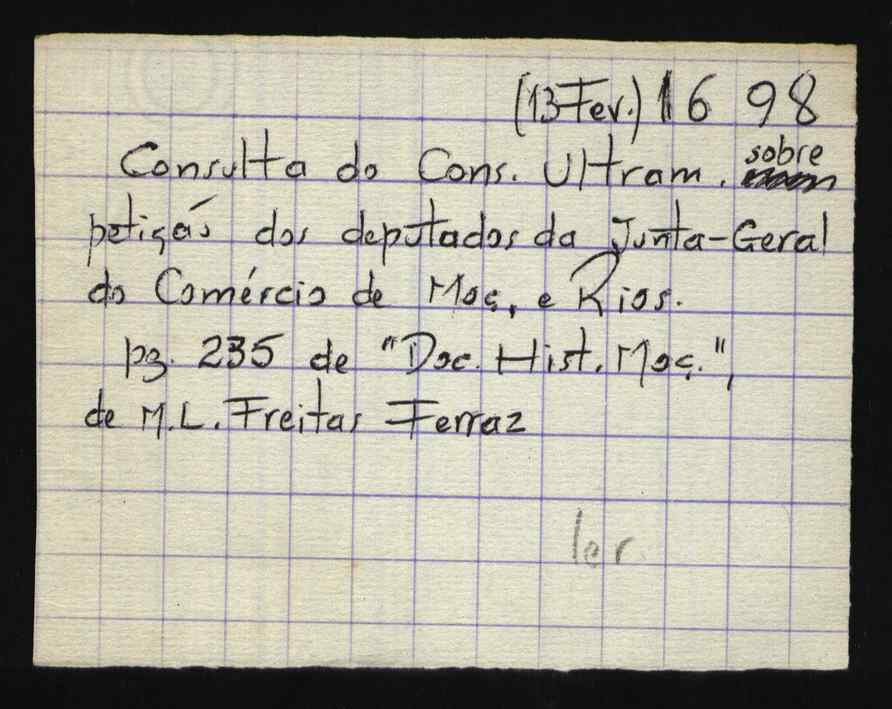 (13 Fev.) 1698
Consulta do Cons. Ultram. sobre
petição dos deputados da Junta-Geral
do Comércio de Moç. e Rios.
pg. 235 de "Doc. Hist. Moç.",
de M.L. Freitas Ferraz
ler